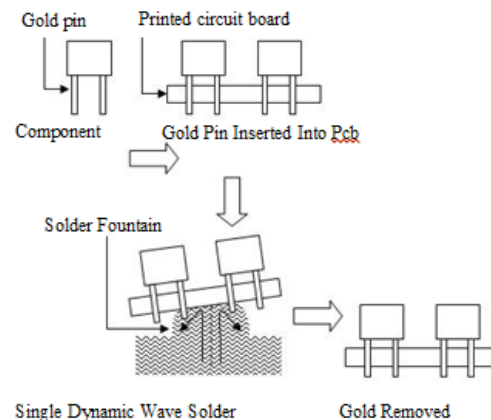 Gold pin
Printed circuit board
Component
Gold Pin Inserted Into Pcb
Solder Fountain
Single Dynamic Wave Solder
Gold Removed